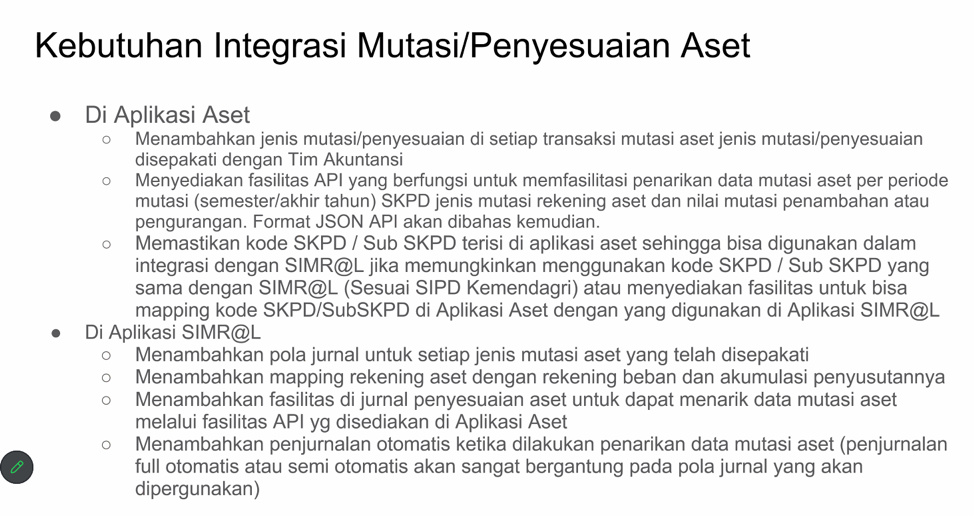 Kebutuhan Integrasi Mutasi/Penyesuaian Aset
● Di Aplikasi Aset
○ Menambahkan jenis mutasi/penyesuaian di setiap transaksi mutasi aset jenis mutasi/penyesuaian
disepakati dengan Tim Akuntansi
○ Menyediakan fasilitas API yang berfungsi untuk memfasilitasi penarikan data mutasi aset per periode
mutasi (semester/akhir tahun) SKPD jenis mutasi rekening aset dan nilai mutasi penambahan atau
pengurangan. Format JSON API akan dibahas kemudian.
○ Memastikan kode SKPD / Sub SKPD terisi di aplikasi aset sehingga bisa digunakan dalam
integrasi dengan SIMR@L jika memungkinkan menggunakan kode SKPD / Sub SKPD yang
sama dengan SIMR@L (Sesuai SIPD Kemendagri) atau menyediakan fasilitas untuk bisa
mapping kode SKPD/SubSKPD di Aplikasi Aset dengan yang digunakan di Aplikasi SIMR@L
● Di Aplikasi SIMR@L
○ Menambahkan pola jurnal untuk setiap jenis mutasi aset yang telah disepakati
○ Menambahkan mapping rekening aset dengan rekening beban dan akumulasi penyusutannya
○ Menambahkan fasilitas di jurnal penyesuaian aset untuk dapat menarik data mutasi aset
melalui fasilitas API yg disediakan di Aplikasi Aset
○ Menambahkan penjurnalan otomatis ketika dilakukan penarikan data mutasi aset (penjurnalan
full otomatis atau semi otomatis akan sangat bergantung pada pola jurnal yang akan
dipergunakan)